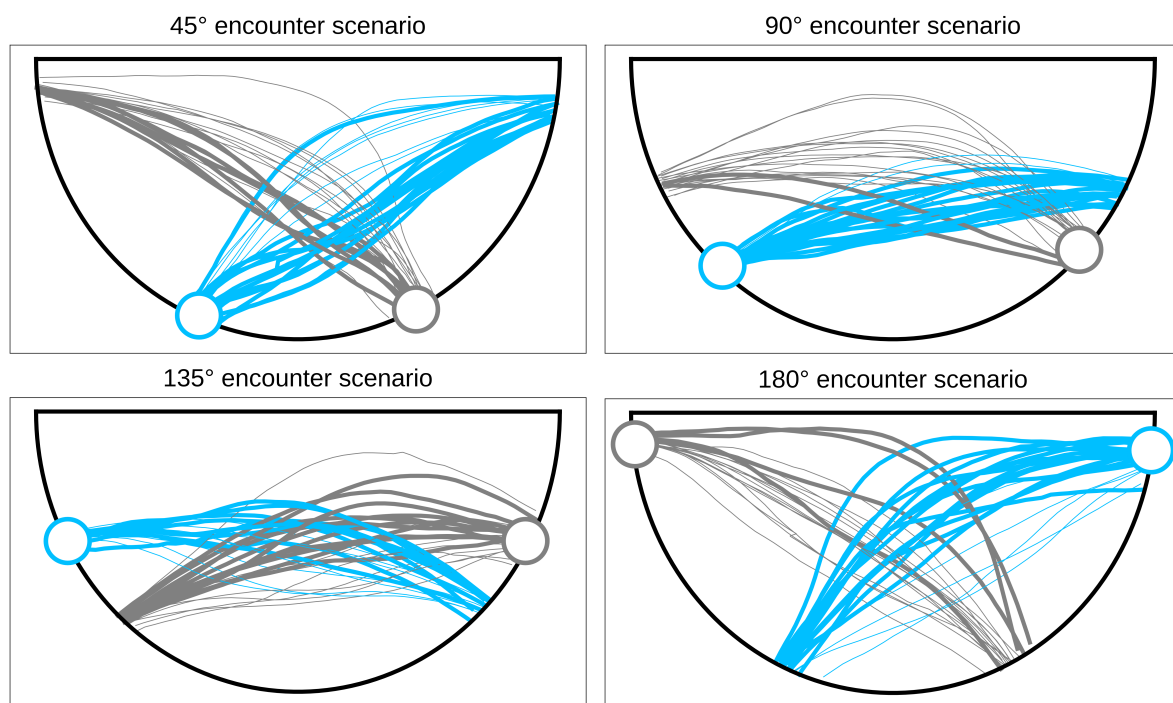 45° encounter scenario
90° encounter scenario
135° encounter scenario
180° encounter scenario